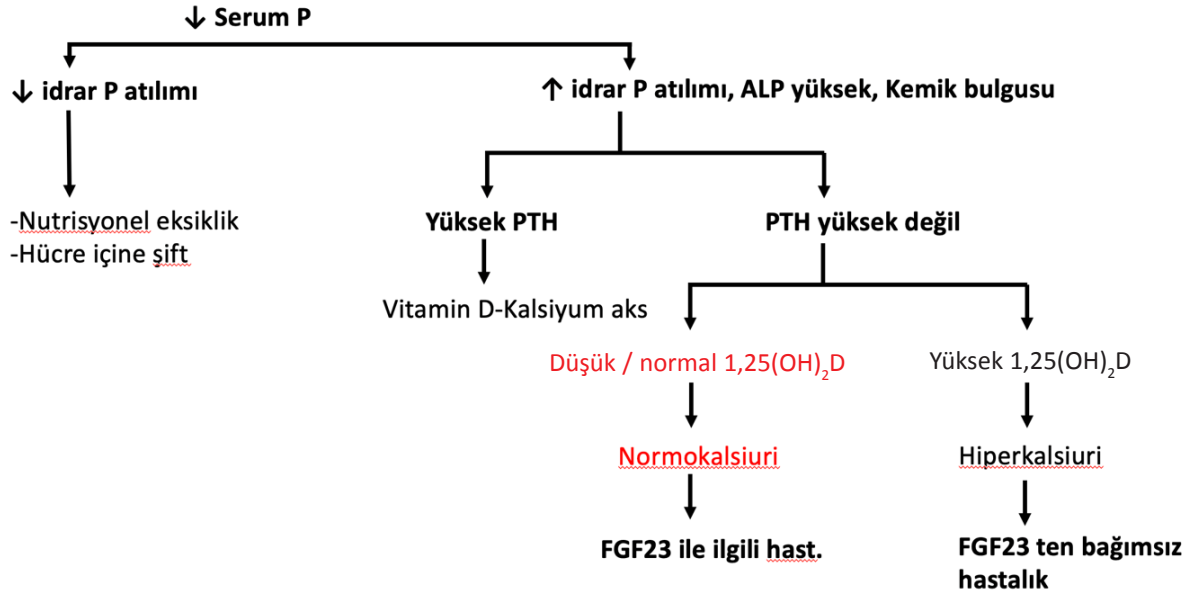 ↓ Serum P
↓ idrar P atılımı
↑ idrar P atılımı, ALP yüksek, Kemik bulgusu
-Nutrisyonel eksiklik
-Hücre içine şift
Yüksek PTH
PTH yüksek değil
Vitamin D-Kalsiyum aks
Düşük / normal 1,25(OH)₂D
Yüksek 1,25(OH)₂D
Normokalsiuri
Hiperkalsiuri
FGF23 ile ilgili hast.
FGF23 ten bağımsız
hastalık